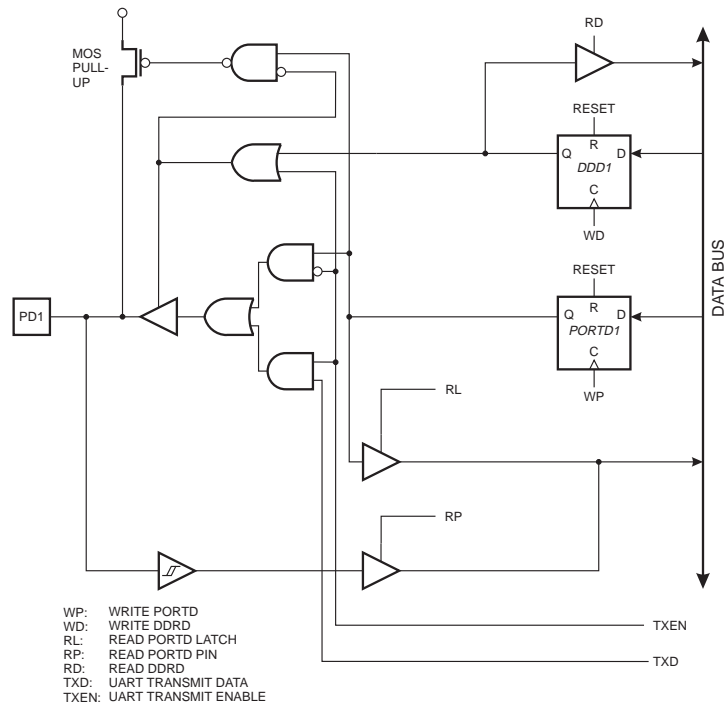 RD
MOS
PULL-
UP
RESET
R
Q
D
DDD1
C
WD
RESET
R
Q
D
PORTD1
C
WP
PD1
DATA BUS
RL
RP
WP: WRITE PORTD
WD: WRITE DDRD
RL: READ PORTD LATCH
RP: READ PORTD PIN
RD: READ DDRD
TXD: UART TRANSMIT DATA
TXEN: UART TRANSMIT ENABLE
TXEN
TXD